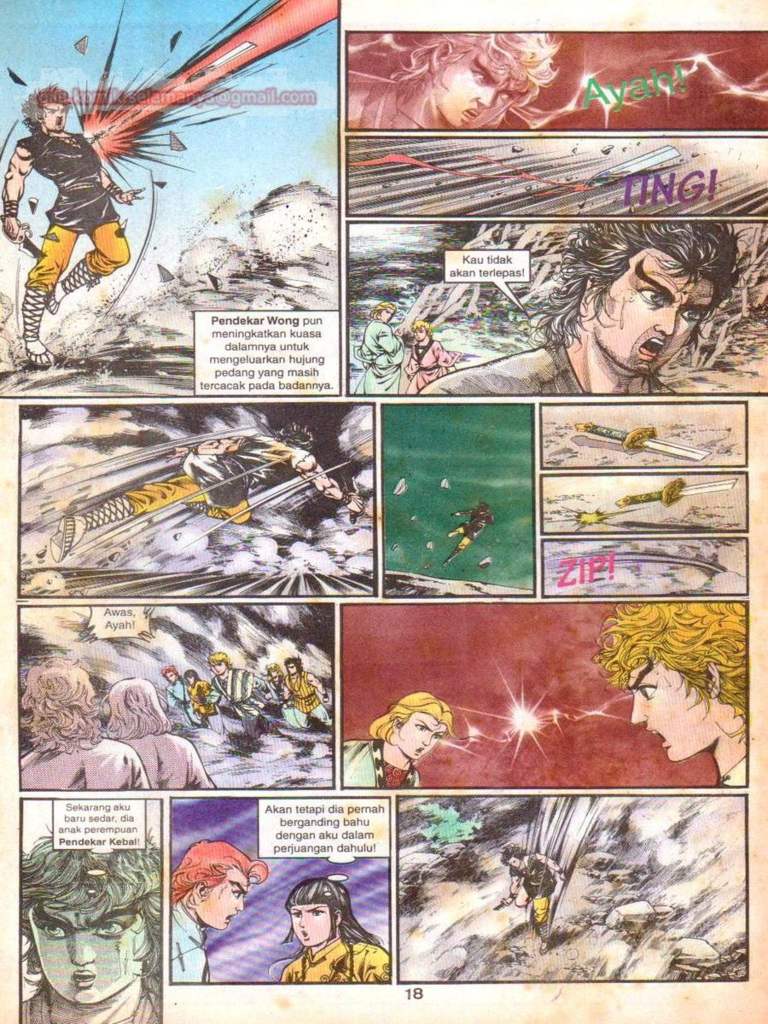 Ayah!
TING!
Kau tidak
akan terlepas!
Pendekar Wong pun
meningkatkan kuasa
dalamnya untuk
mengeluarkan hujung
pedang yang masih
tercacak pada badannya.
ZIP!
Awas,
Ayah!
Sekarang aku
baru sedar, dia
anak perempuan
Pendekar Kebal!
Akan tetapi dia pernah
berganding bahu
dengan aku dalam
perjuangan dahulu!
18